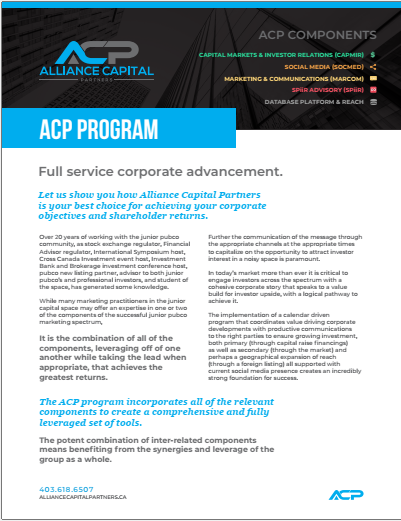 ACP
ALLIANCE CAPITAL
PARTNERS
ACP COMPONENTS
CAPITAL MARKETS & INVESTOR RELATIONS (CAPMIR)
SOCIAL MEDIA (SOCMED)
MARKETING & COMMUNICATIONS (MARCOM)
SPiiR ADVISORY (SPiiR)
DATABASE PLATFORM & REACH
ACP PROGRAM
Full service corporate advancement.
Let us show you how Alliance Capital Partners
is your best choice for achieving your corporate
objectives and shareholder returns.
Over 20 years of working with the junior pubco
community, as stock exchange regulator, Financial
Advisor regulator, International Symposium host,
Cross Canada Investment event host, Investment
Bank and Brokerage investment conference host,
pubco new listing partner, advisor to both junior
pubco's and professional investors, and student of
the space, has generated some knowledge.
While many marketing practitioners in the junior
capital space may offer an expertise in one or two
of the components of the successful junior pubco
marketing spectrum,
It is the combination of all of the
components, leveraging off of one
another while taking the lead when
appropriate, that achieves the
greatest returns.
Further the communication of the message through
the appropriate channels at the appropriate times
to capitalize on the opportunity to attract investor
interest in a noisy space is paramount.
In today's market more than ever it is critical to
engage investors across the spectrum with a
cohesive corporate story that speaks to a value
build for investor upside, with a logical pathway to
achieve it.
The implementation of a calendar driven
program that coordinates value driving corporate
developments with productive communications
to the right parties to ensure growing investment,
both primary (through capital raise financings)
as well as secondary (through the market) and
perhaps a geographical expansion of reach
(through a foreign listing) all supported with
current social media presence creates an incredibly
strong foundation for success.
The ACP program incorporates all of the relevant
components to create a comprehensive and fully
leveraged set of tools.
The potent combination of inter-related components
means benefiting from the synergies and leverage of the
group as a whole.
403.618.6507
ALLIANCECAPITALPARTNERS.CA
ACP